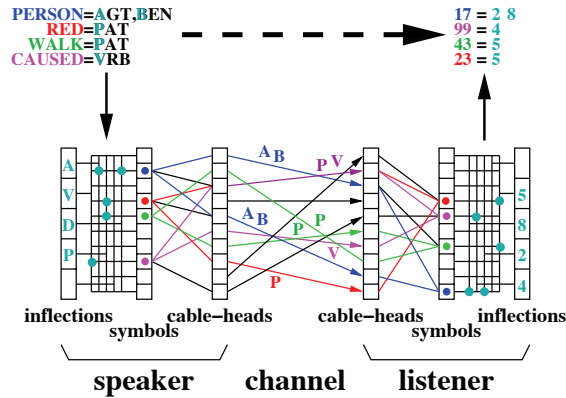 PERSON=AGT,BEN
RED=PAT
WALK=PAT
CAUSED=VRB
17 = 2 8
99 = 4
43 = 5
23 = 5
A
V
D
P
A B
P V
A B
P P
V
P
5
8
2
4
inflections
symbols
cable-heads
cable-heads
symbols
inflections
speaker
channel
listener